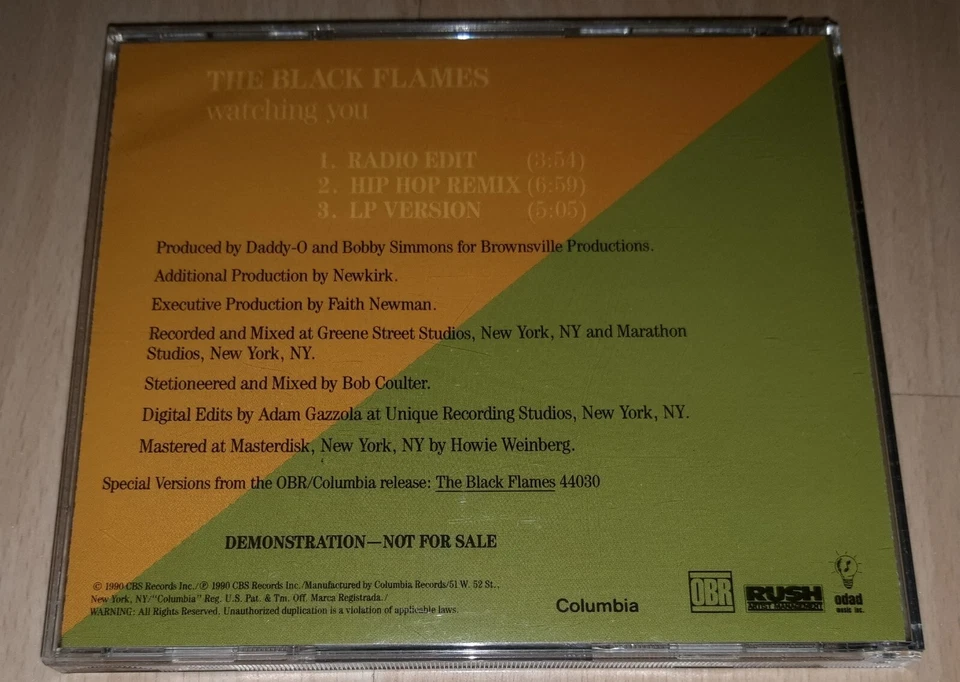 THE BLACK FLAMES
watching you
1. RADIO EDIT (3:54)
2. HIP HOP REMIX (6:59)
3. LP VERSION (5:05)
Produced by Daddy-O and Bobby Simmons for Brownsville Productions.
Additional Production by Newkirk.
Executive Production by Faith Newman.
Recorded and Mixed at Greene Street Studios, New York, NY and Marathon
Studios, New York, NY.
Stetioneered and Mixed by Bob Coulter.
Digital Edits by Adam Gazzola at Unique Recording Studios, New York, NY.
Mastered at Masterdisk, New York, NY by Howie Weinberg.
Special Versions from the OBR/Columbia release: The Black Flames 44030
DEMONSTRATION—NOT FOR SALE
© 1990 CBS Records Inc./℗ 1990 CBS Records Inc./Manufactured by Columbia Records/51 W. 52 St.,
New York, NY/"Columbia" Reg. U.S. Pat. & Tm. Off. Marca Registrada./
WARNING: All Rights Reserved. Unauthorized duplication is a violation of applicable laws.
Columbia
OBR
RUSH
ARTIST MANAGEMENT
odad
music inc.